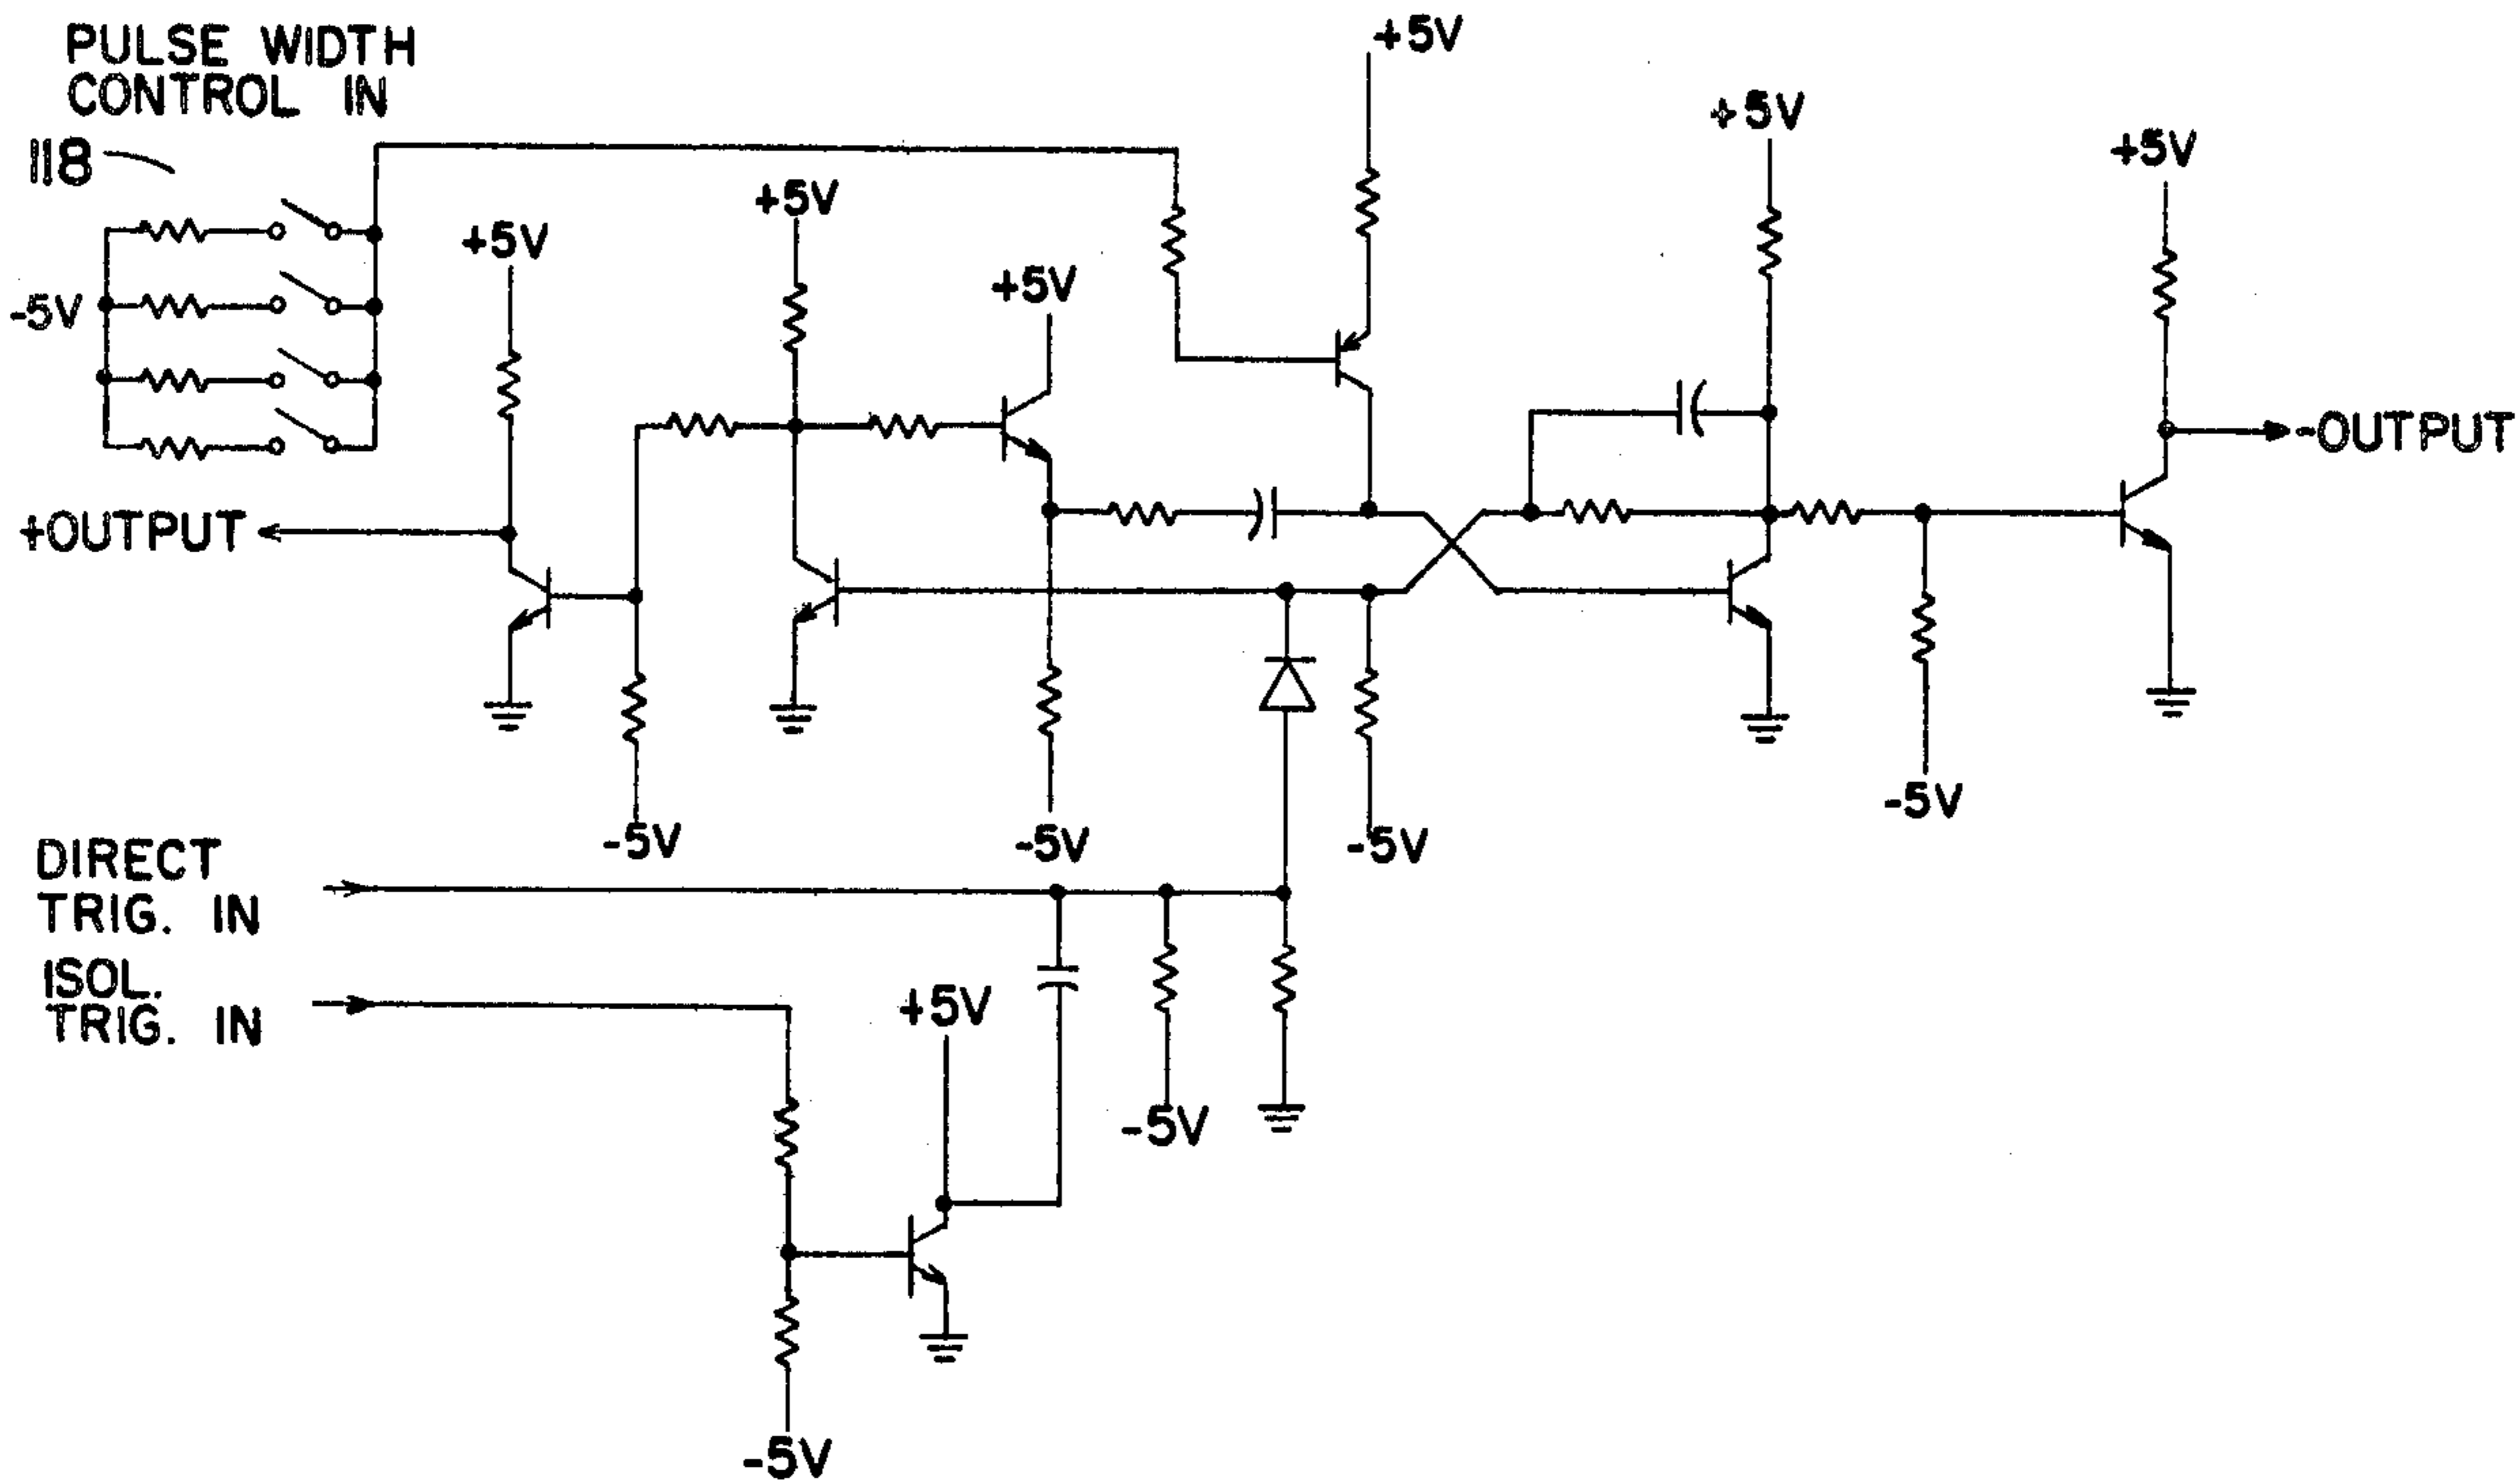 PULSE WIDTH
CONTROL IN
118
-5V
+5V
+5V
+5V
+5V
+5V
+5V
+OUTPUT
-OUTPUT
-5V
-5V
-5V
-5V
DIRECT
TRIG. IN
ISOL.
TRIG. IN
+5V
-5V
-5V